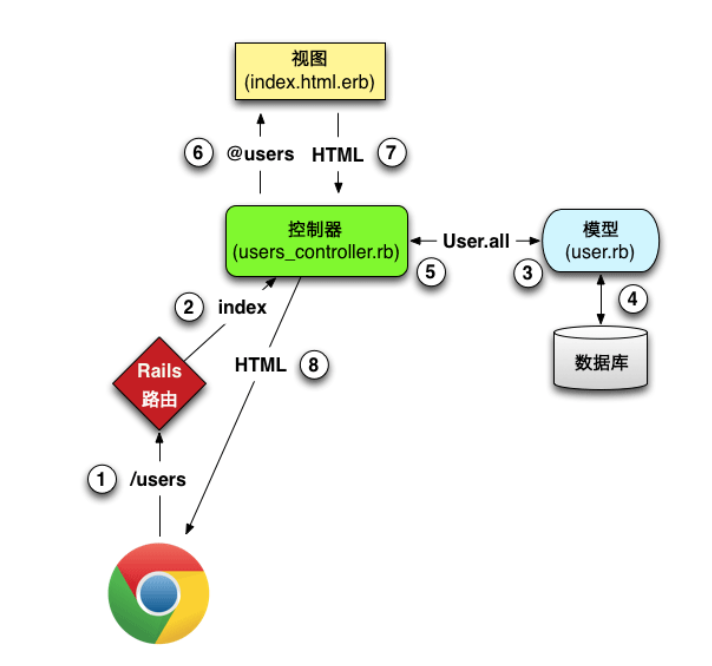 视图
(index.html.erb)
⑥ @users HTML ⑦
控制器
(users_controller.rb)
User.all
模型
(user.rb)
⑤
③
② index
④
数据库
HTML ⑧
Rails
路由
① /users